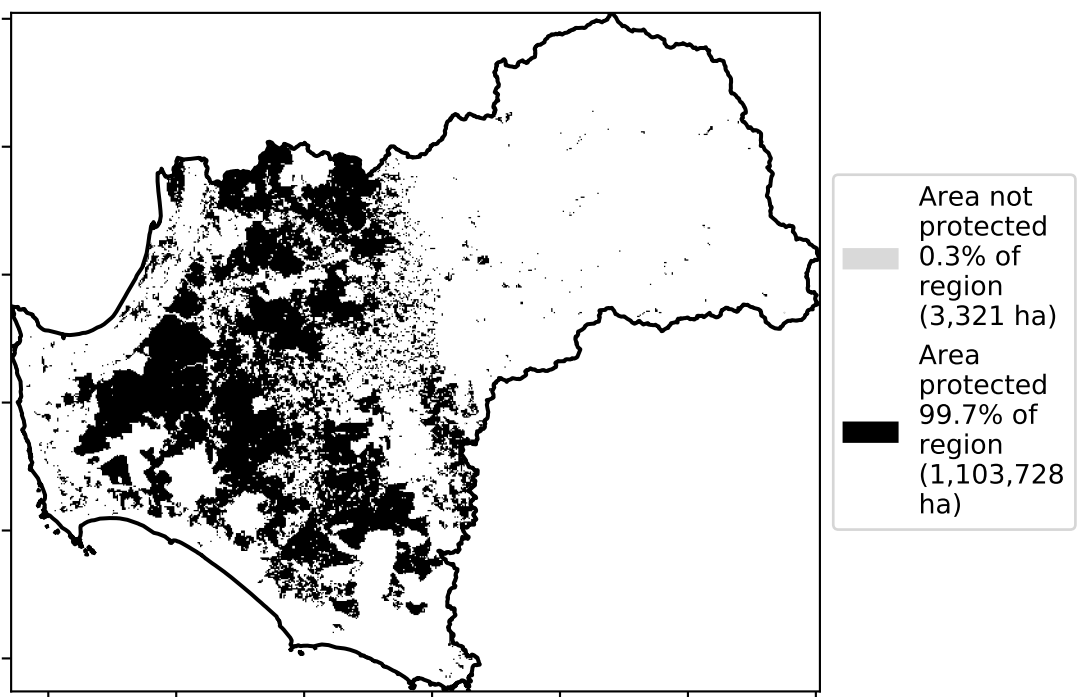 Area not
protected
0.3% of
region
(3,321 ha)
Area
protected
99.7% of
region
(1,103,728
ha)